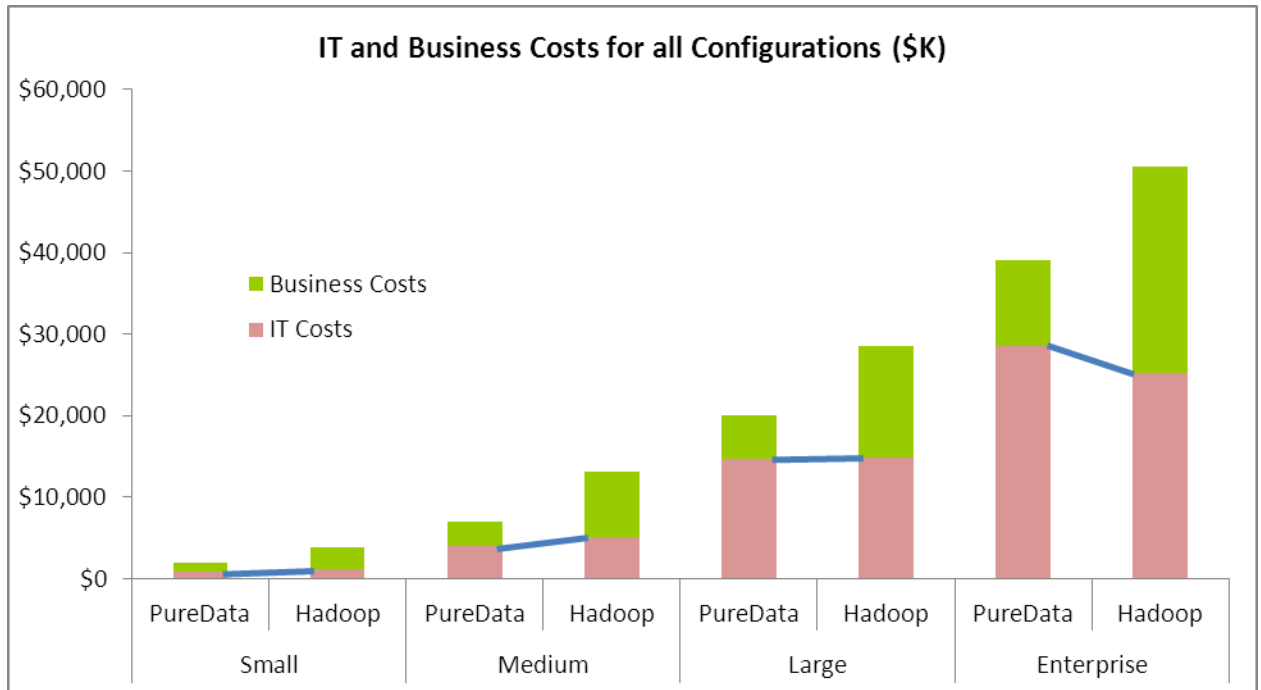 IT and Business Costs for all Configurations ($K)
$60,000
$50,000
$40,000
$30,000
$20,000
$10,000
$0
Business Costs
IT Costs
PureData Hadoop PureData Hadoop PureData Hadoop PureData Hadoop
Small Medium Large Enterprise